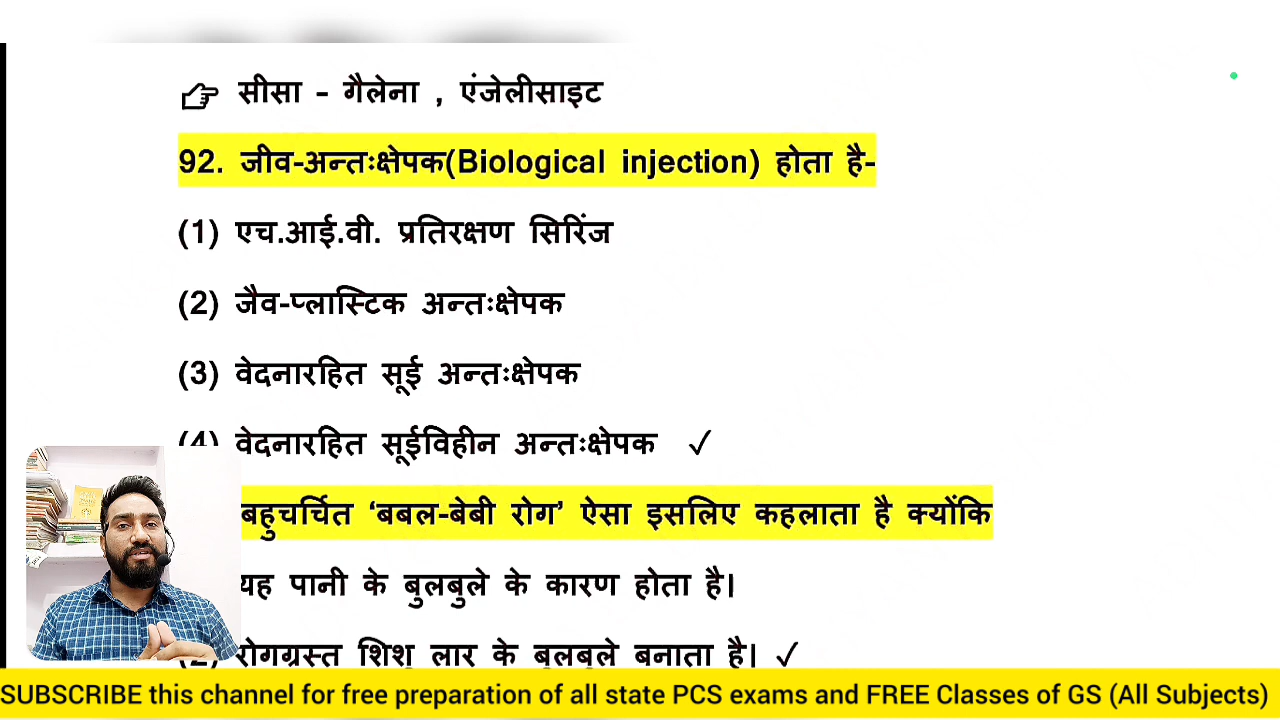 सीसा - गैलेना , एंजेलीसाइट
92. जीव-अन्तःक्षेपक(Biological injection) होता है-
(1) एच.आई.वी. प्रतिरक्षण सिरिंज
(2) जैव-प्लास्टिक अन्तःक्षेपक
(3) वेदनारहित सूई अन्तःक्षेपक
(4) वेदनारहित सूईविहीन अन्तःक्षेपक ✓
बहुचर्चित ‘बबल-बेबी रोग’ ऐसा इसलिए कहलाता है क्योंकि
यह पानी के बुलबुले के कारण होता है।
(2) रोगग्रस्त शिशु लार के बुलबुले बनाता है। ✓
SUBSCRIBE this channel for free preparation of all state PCS exams and FREE Classes of GS (All Subjects)